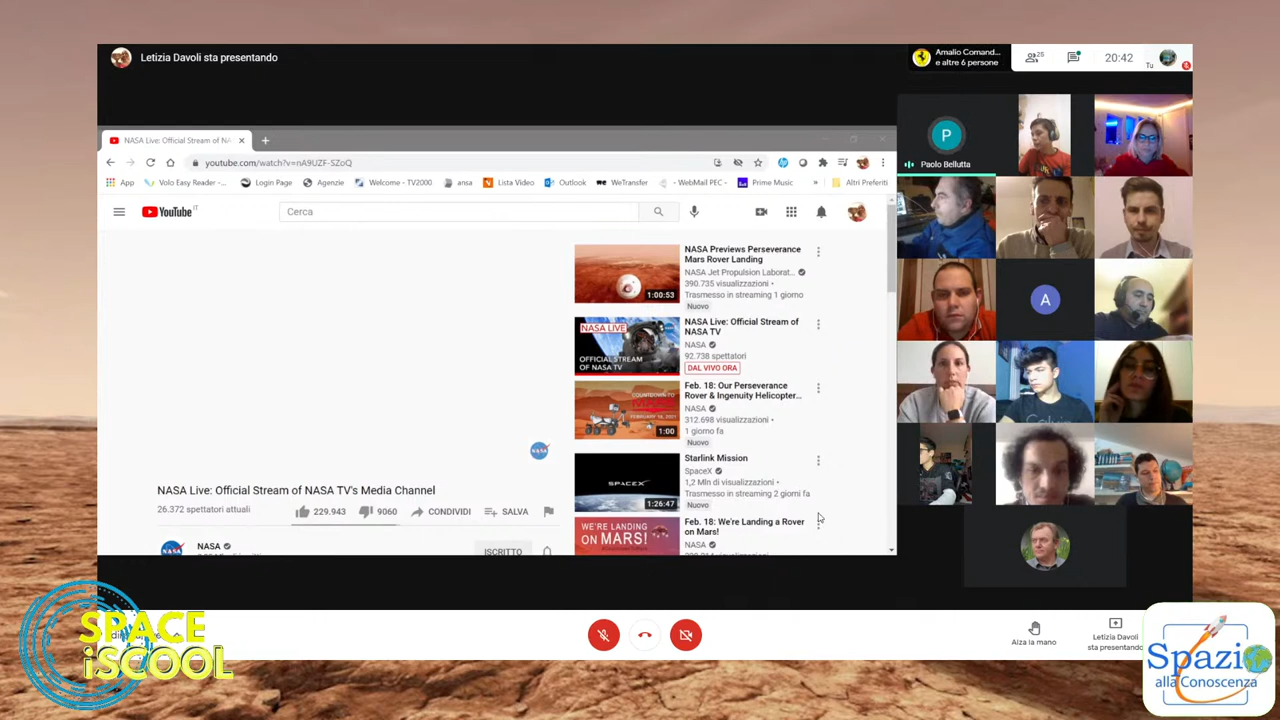 Letizia Davoli sta presentando
Amalio Comand...
e altre 6 persone
25
20:42
Tu
NASA Live: Official Stream of NA
youtube.com/watch?v=nA9UZF-SZoQ
App
Volo Easy Reader -...
Login Page
Agenzie
Welcome - TV2000
ansa
Lista Video
Outlook
WeTransfer
- WebMail PEC -
Prime Music
»
Altri Preferiti
YouTube IT
Cerca
NASA Previews Perseverance
Mars Rover Landing
NASA Jet Propulsion Laborat...
390.735 visualizzazioni •
Trasmesso in streaming 1 giorno
Nuovo
1:00:53
NASA LIVE
OFFICIAL STREAM
OF NASA TV
NASA Live: Official Stream of
NASA TV
NASA
92.738 spettatori
DAL VIVO ORA
COUNTDOWN TO
FEBRUARY 18, 2021
1:00
Feb. 18: Our Perseverance
Rover & Ingenuity Helicopter...
NASA
312.698 visualizzazioni •
1 giorno fa
Nuovo
SPACEX
1:26:47
Starlink Mission
SpaceX
1,2 Mln di visualizzazioni •
Trasmesso in streaming 2 giorni fa
Nuovo
WE'RE LANDING
ON MARS!
Feb. 18: We're Landing a Rover
on Mars!
NASA
NASA
NASA Live: Official Stream of NASA TV's Media Channel
26.372 spettatori attuali
229.943
9060
CONDIVIDI
SALVA
NASA
NASA
ISCRITTO
P
Paolo Bellutta
A
Alza la mano
Letizia Davoli
sta presentando
SPACE
iSCOOL
Spazio
alla Conoscenza